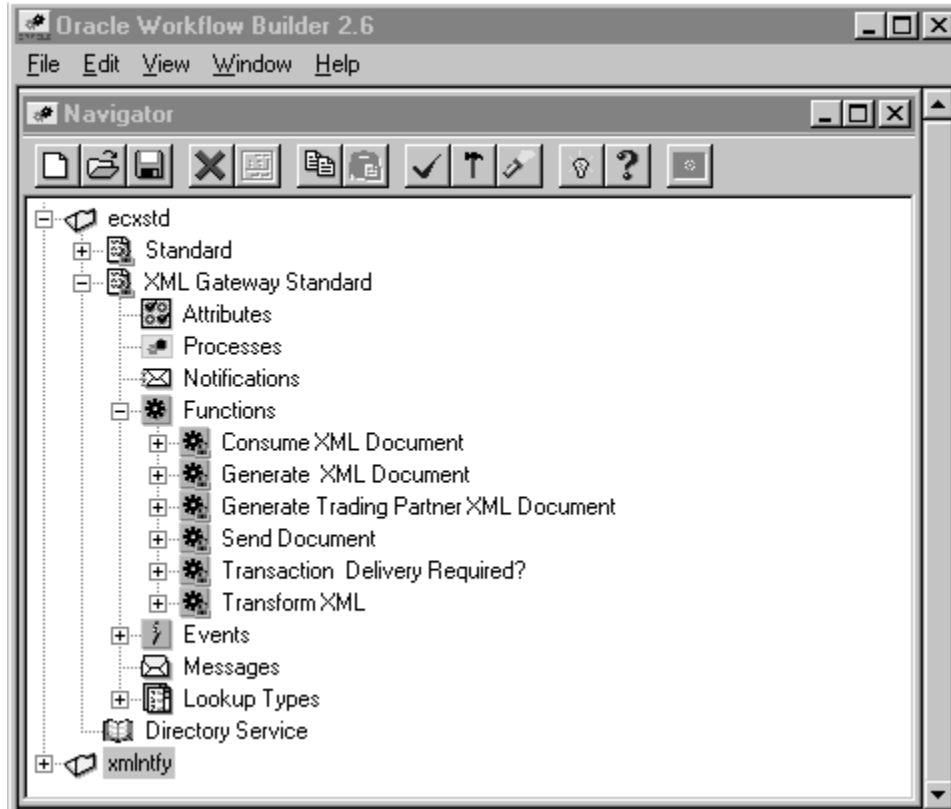 Oracle Workflow Builder 2.6
File Edit View Window Help
Navigator
ecxstd
Standard
XML Gateway Standard
Attributes
Processes
Notifications
Functions
Consume XML Document
Generate XML Document
Generate Trading Partner XML Document
Send Document
Transaction Delivery Required?
Transform XML
Events
Messages
Lookup Types
Directory Service
xmlntfy